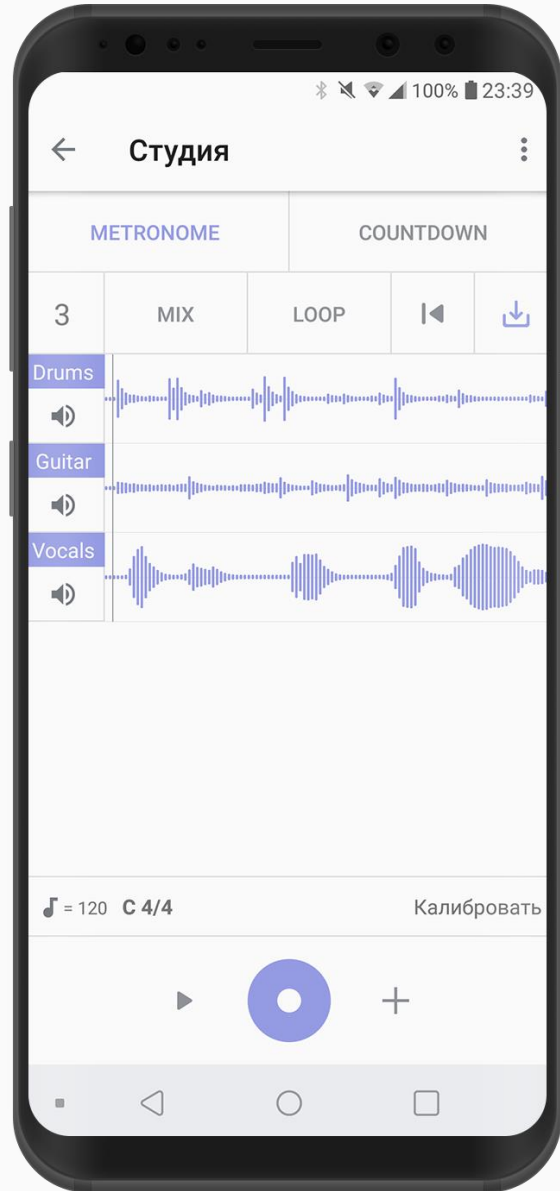 100% 23:39
Студия
METRONOME COUNTDOWN
3 MIX LOOP
Drums
Guitar
Vocals
= 120 C 4/4 Калибровать